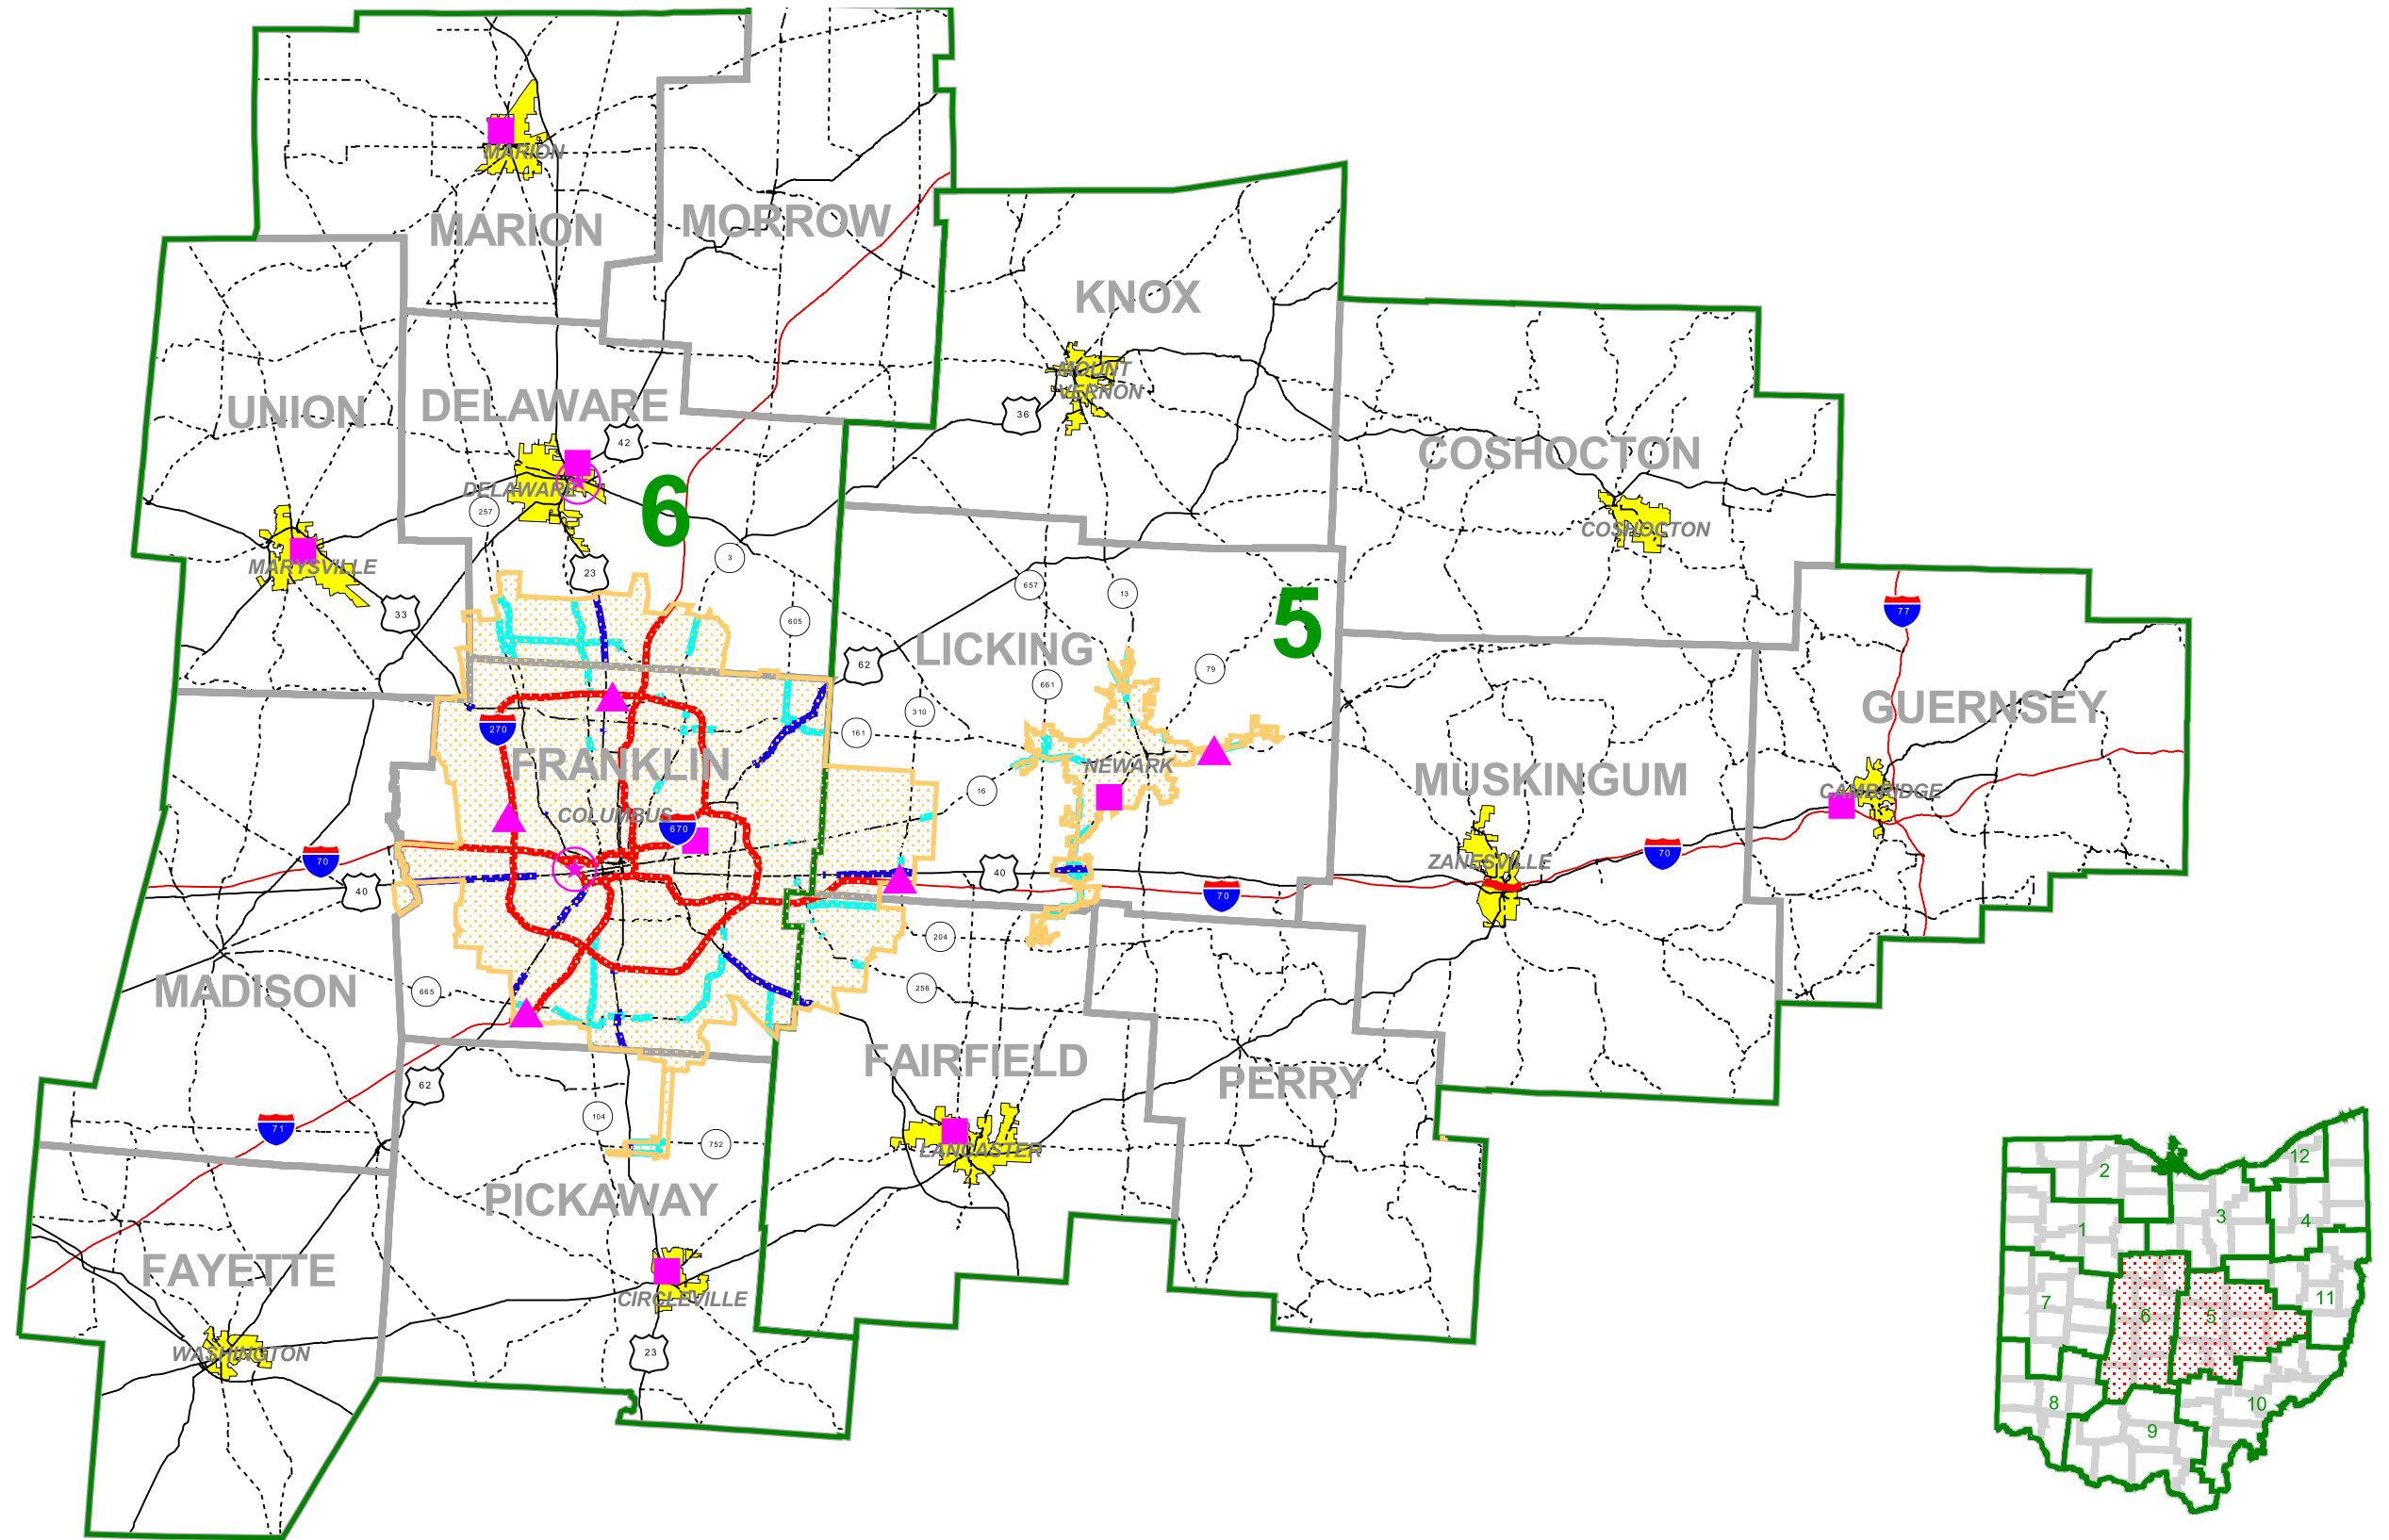 MARION
MARION
MORROW
KNOX
MOUNT
VERNON
36
UNION
DELAWARE
42
DELAWARE
6
257
COSHOCTON
COSHOCTON
MARYSVILLE
33
23
3
605
657
13
5
77
62
LICKING
661
79
310
161
270
FRANKLIN
COLUMBUS
670
NEWARK
16
MUSKINGUM
GUERNSEY
CAMBRIDGE
ZANESVILLE
70
70
40
40
70
204
256
MADISON
665
FAIRFIELD
PERRY
62
71
104
752
LANCASTER
PICKAWAY
FAYETTE
CIRCLEVILLE
WASHINGTON
23
2
12
1
3
4
7
6
5
11
8
9
10